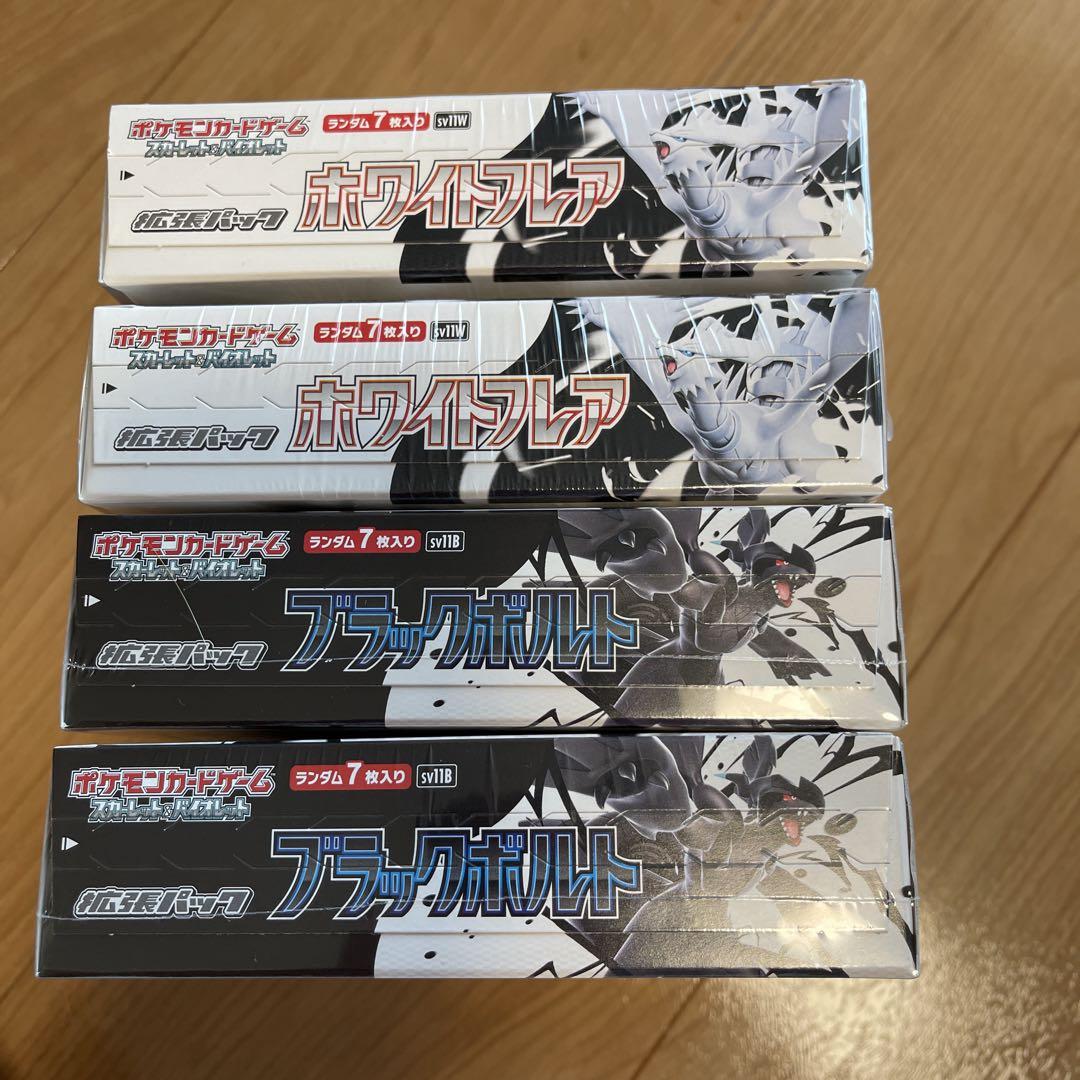 ポケモンカードゲーム
スカーレット&バイオレット
ランダム7枚入り sv11W
拡張パック
ホワイトフレア
ポケモンカードゲーム
スカーレット&バイオレット
ランダム7枚入り sv11W
拡張パック
ホワイトフレア
ポケモンカードゲーム
スカーレット&バイオレット
ランダム7枚入り sv11B
拡張パック
ブラックボルト
ポケモンカードゲーム
スカーレット&バイオレット
ランダム7枚入り sv11B
拡張パック
ブラックボルト